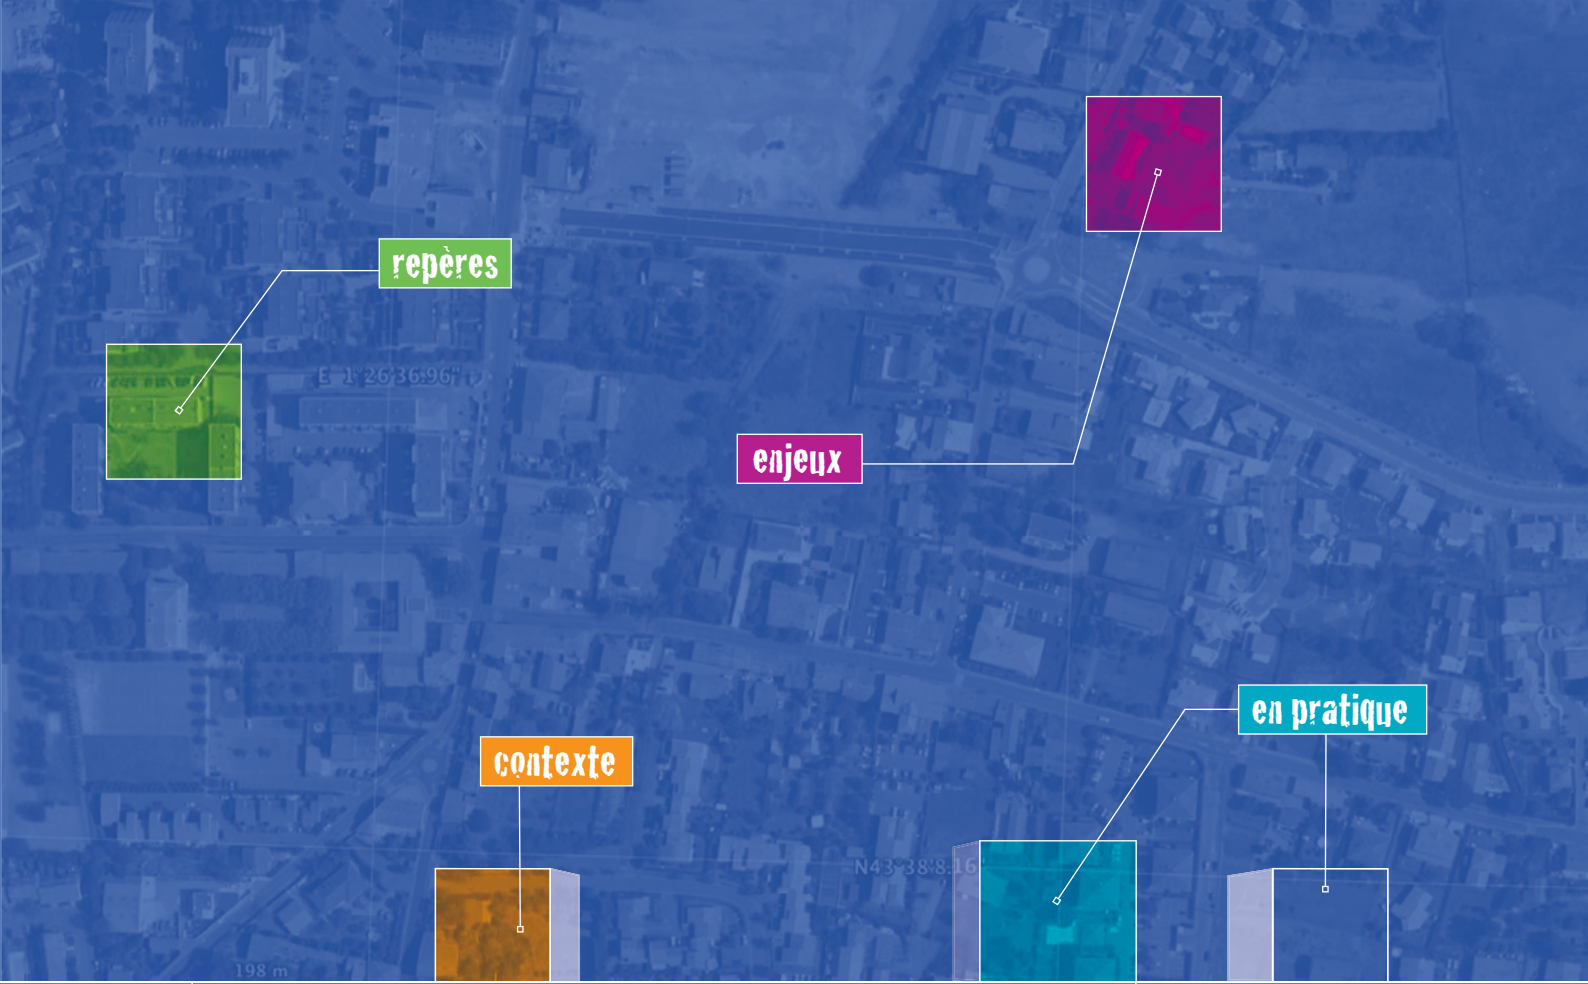 repères
E 1°26'36.96"
enjeux
en pratique
contexte
N43°38'8.16
198 m